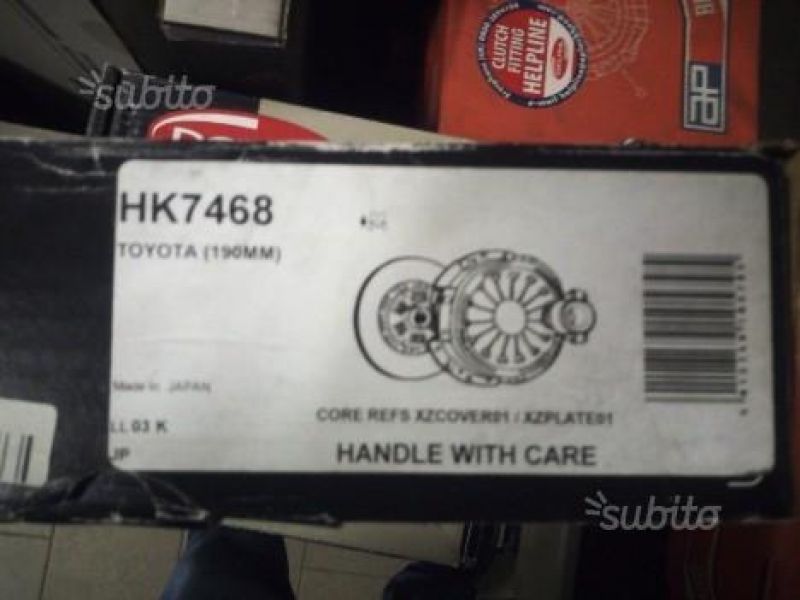 CLUTCH
FITTING
HELPLINE
AP
subito
HK7468
TOYOTA (190MM)
Made In JAPAN
CORE REFS XZCOVER01 / XZPLATE01
LL 03 K
JP
HANDLE WITH CARE
subito